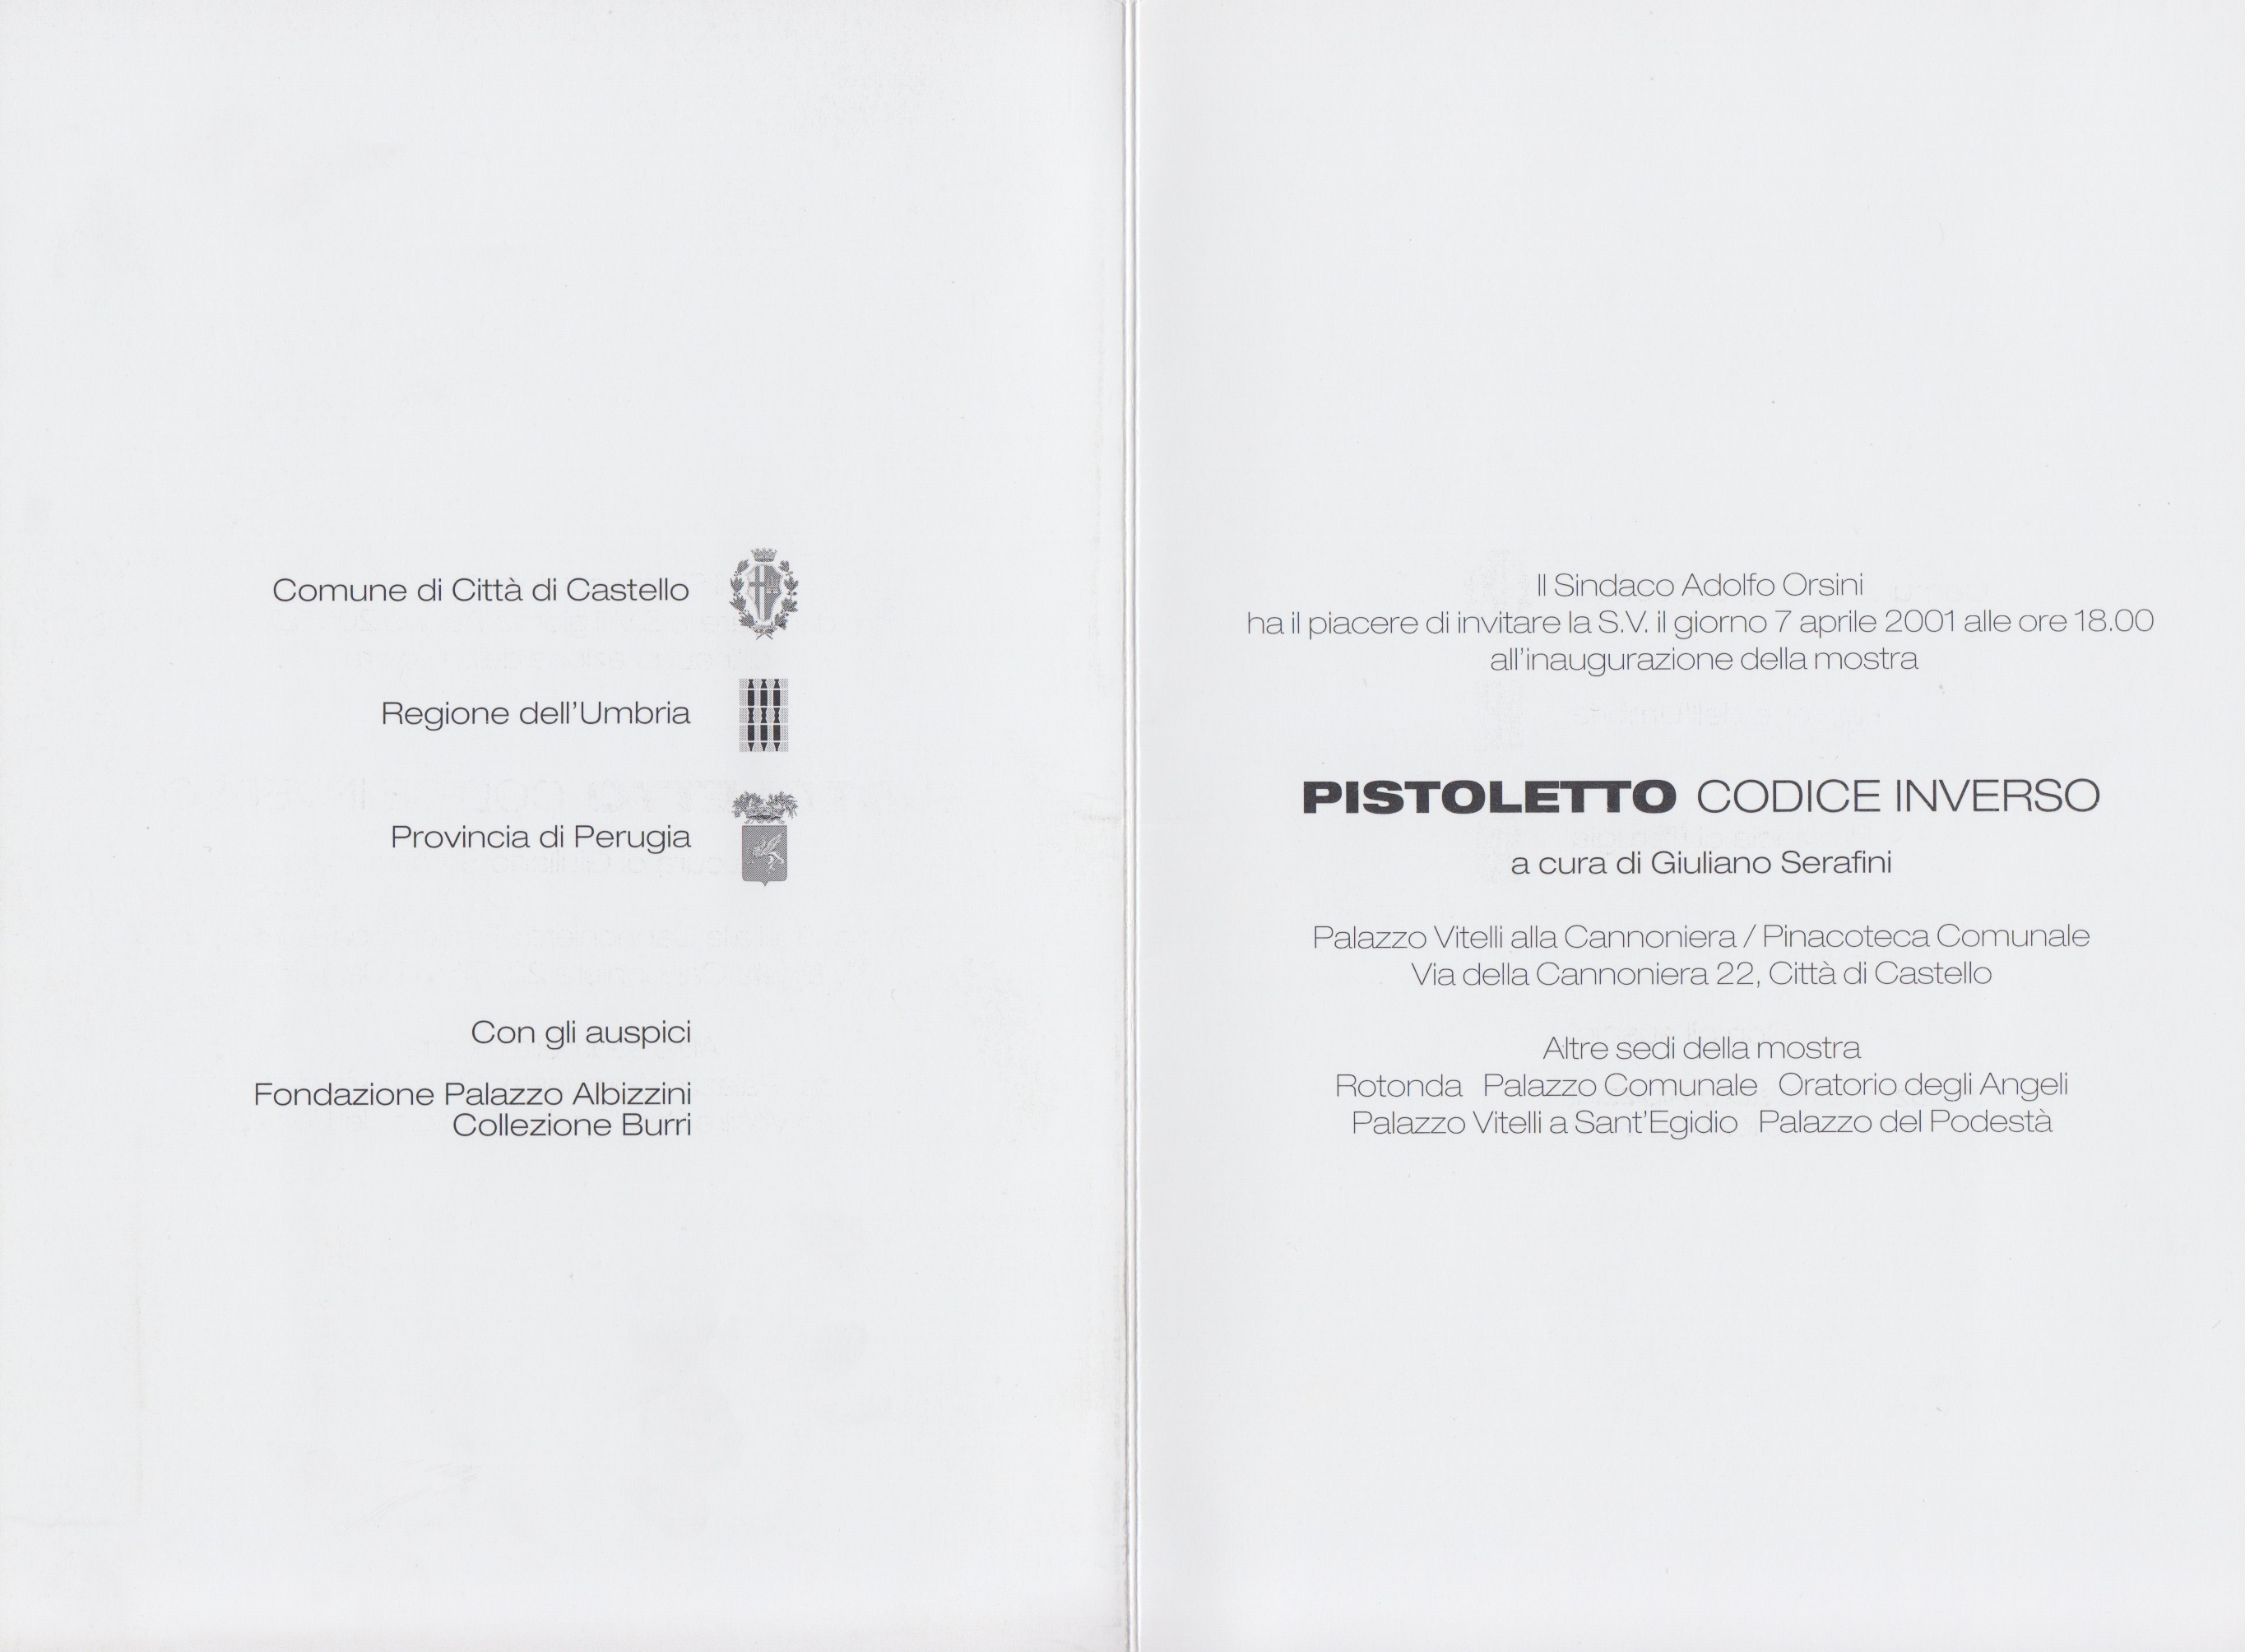 Comune di Città di Castello
Regione dell'Umbria
Provincia di Perugia
Con gli auspici
Fondazione Palazzo Albizzini
Collezione Burri
Il Sindaco Adolfo Orsini
ha il piacere di invitare la S.V. il giorno 7 aprile 2001 alle ore 18.00
all'inaugurazione della mostra
PISTOLETTO CODICE INVERSO
a cura di Giuliano Serafini
Palazzo Vitelli alla Cannoniera / Pinacoteca Comunale
Via della Cannoniera 22, Città di Castello
Altre sedi della mostra
Rotonda Palazzo Comunale Oratorio degli Angeli
Palazzo Vitelli a Sant'Egidio Palazzo del Podestà